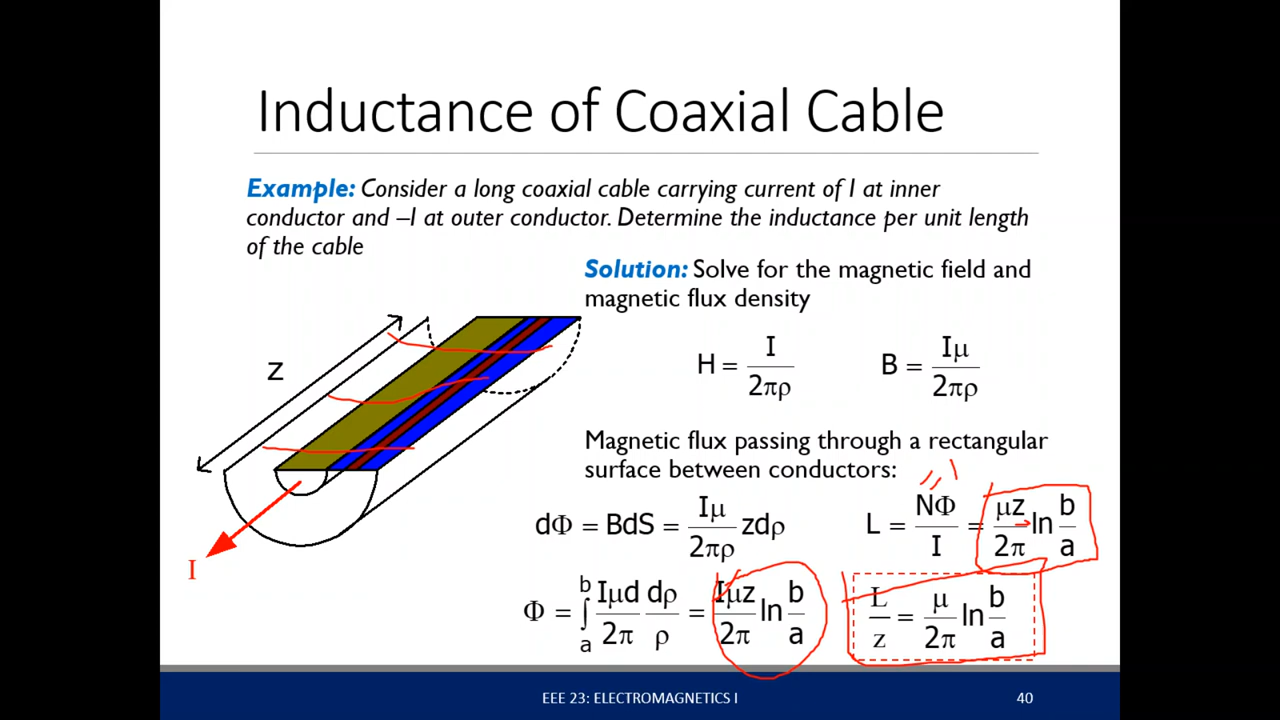 Inductance of Coaxial Cable
Example: Consider a long coaxial cable carrying current of I at inner
conductor and –I at outer conductor. Determine the inductance per unit length
of the cable
Solution: Solve for the magnetic field and
magnetic flux density
z
H = I / 2πρ
B = Iμ / 2πρ
Magnetic flux passing through a rectangular
surface between conductors:
dΦ = BdS = Iμ / 2πρ zdρ
L = NΦ / I = μz / 2π ln b / a
I
Φ = ∫ₐᵇ Iμd / 2π dρ / ρ = Iμz / 2π ln b / a
L / z = μ / 2π ln b / a
EEE 23: ELECTROMAGNETICS I
40